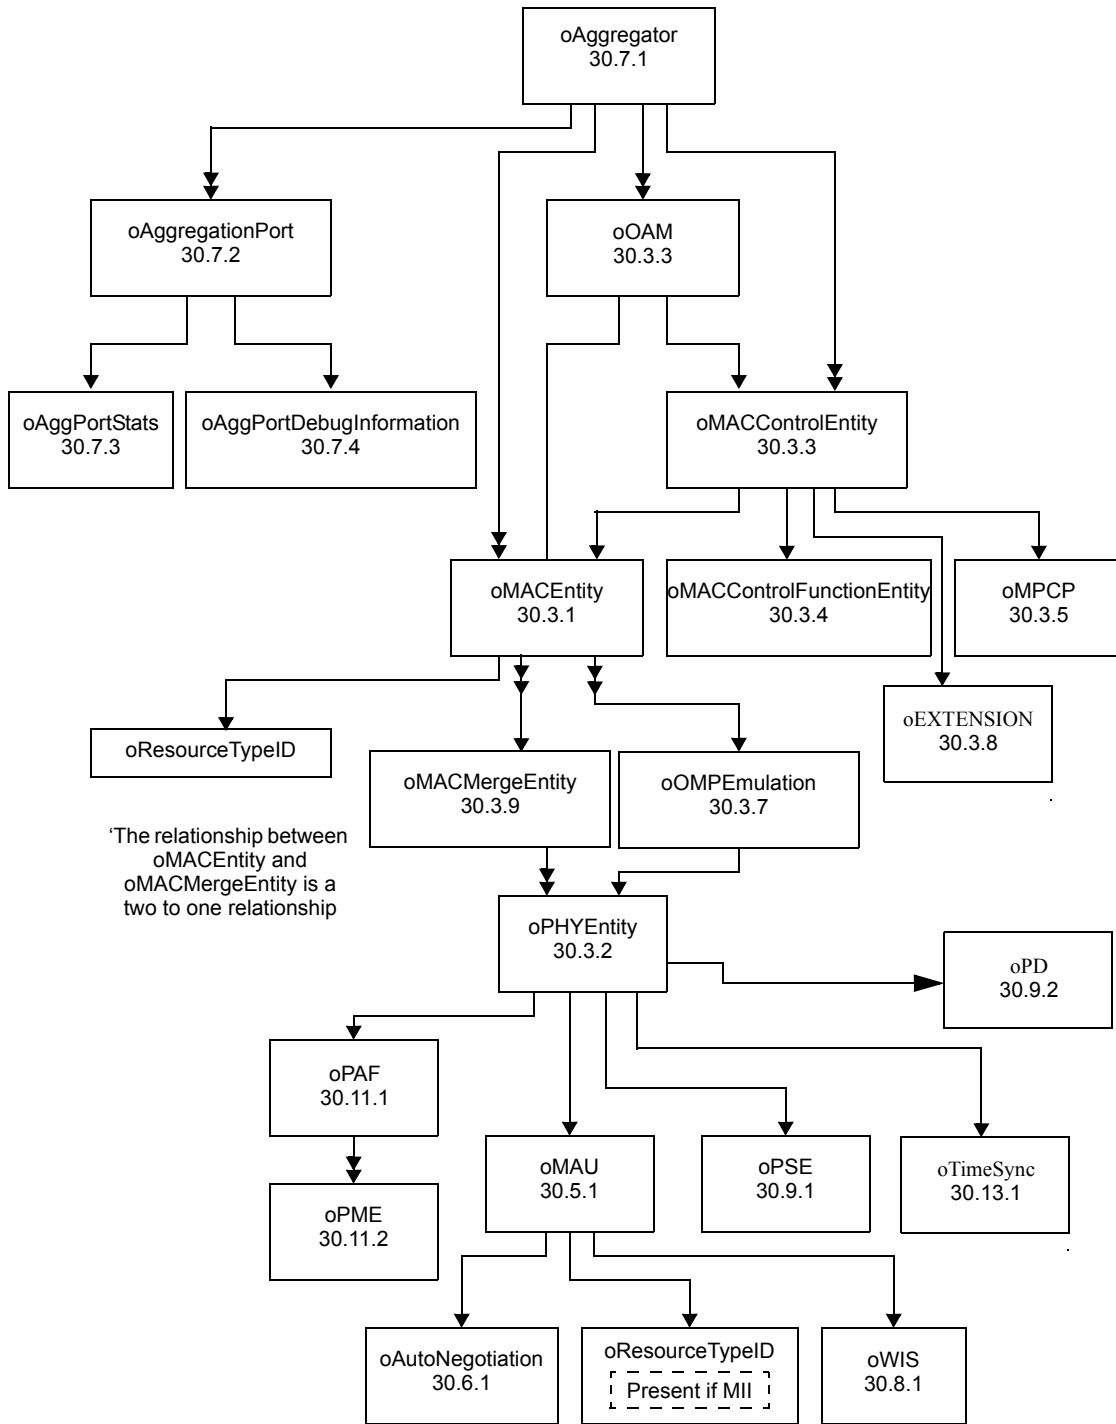 oAggregator
30.7.1
oAggregationPort
30.7.2
oOAM
30.3.3
oAggPortStats
30.7.3
oAggPortDebugInformation
30.7.4
oMACControlEntity
30.3.3
oMACEntity
30.3.1
oMACControlFunctionEntity
30.3.4
oMPCP
30.3.5
oEXTENSION
30.3.8
oResourceTypeID
oMACMergeEntity
30.3.9
oOMPEmulation
30.3.7
‘The relationship between
oMACEntity and
oMACMergeEntity is a
two to one relationship
oPHYEntity
30.3.2
oPD
30.9.2
oPAF
30.11.1
oMAU
30.5.1
oPSE
30.9.1
oTimeSync
30.13.1
oPME
30.11.2
oAutoNegotiation
30.6.1
oResourceTypeID
Present if MII
oWIS
30.8.1